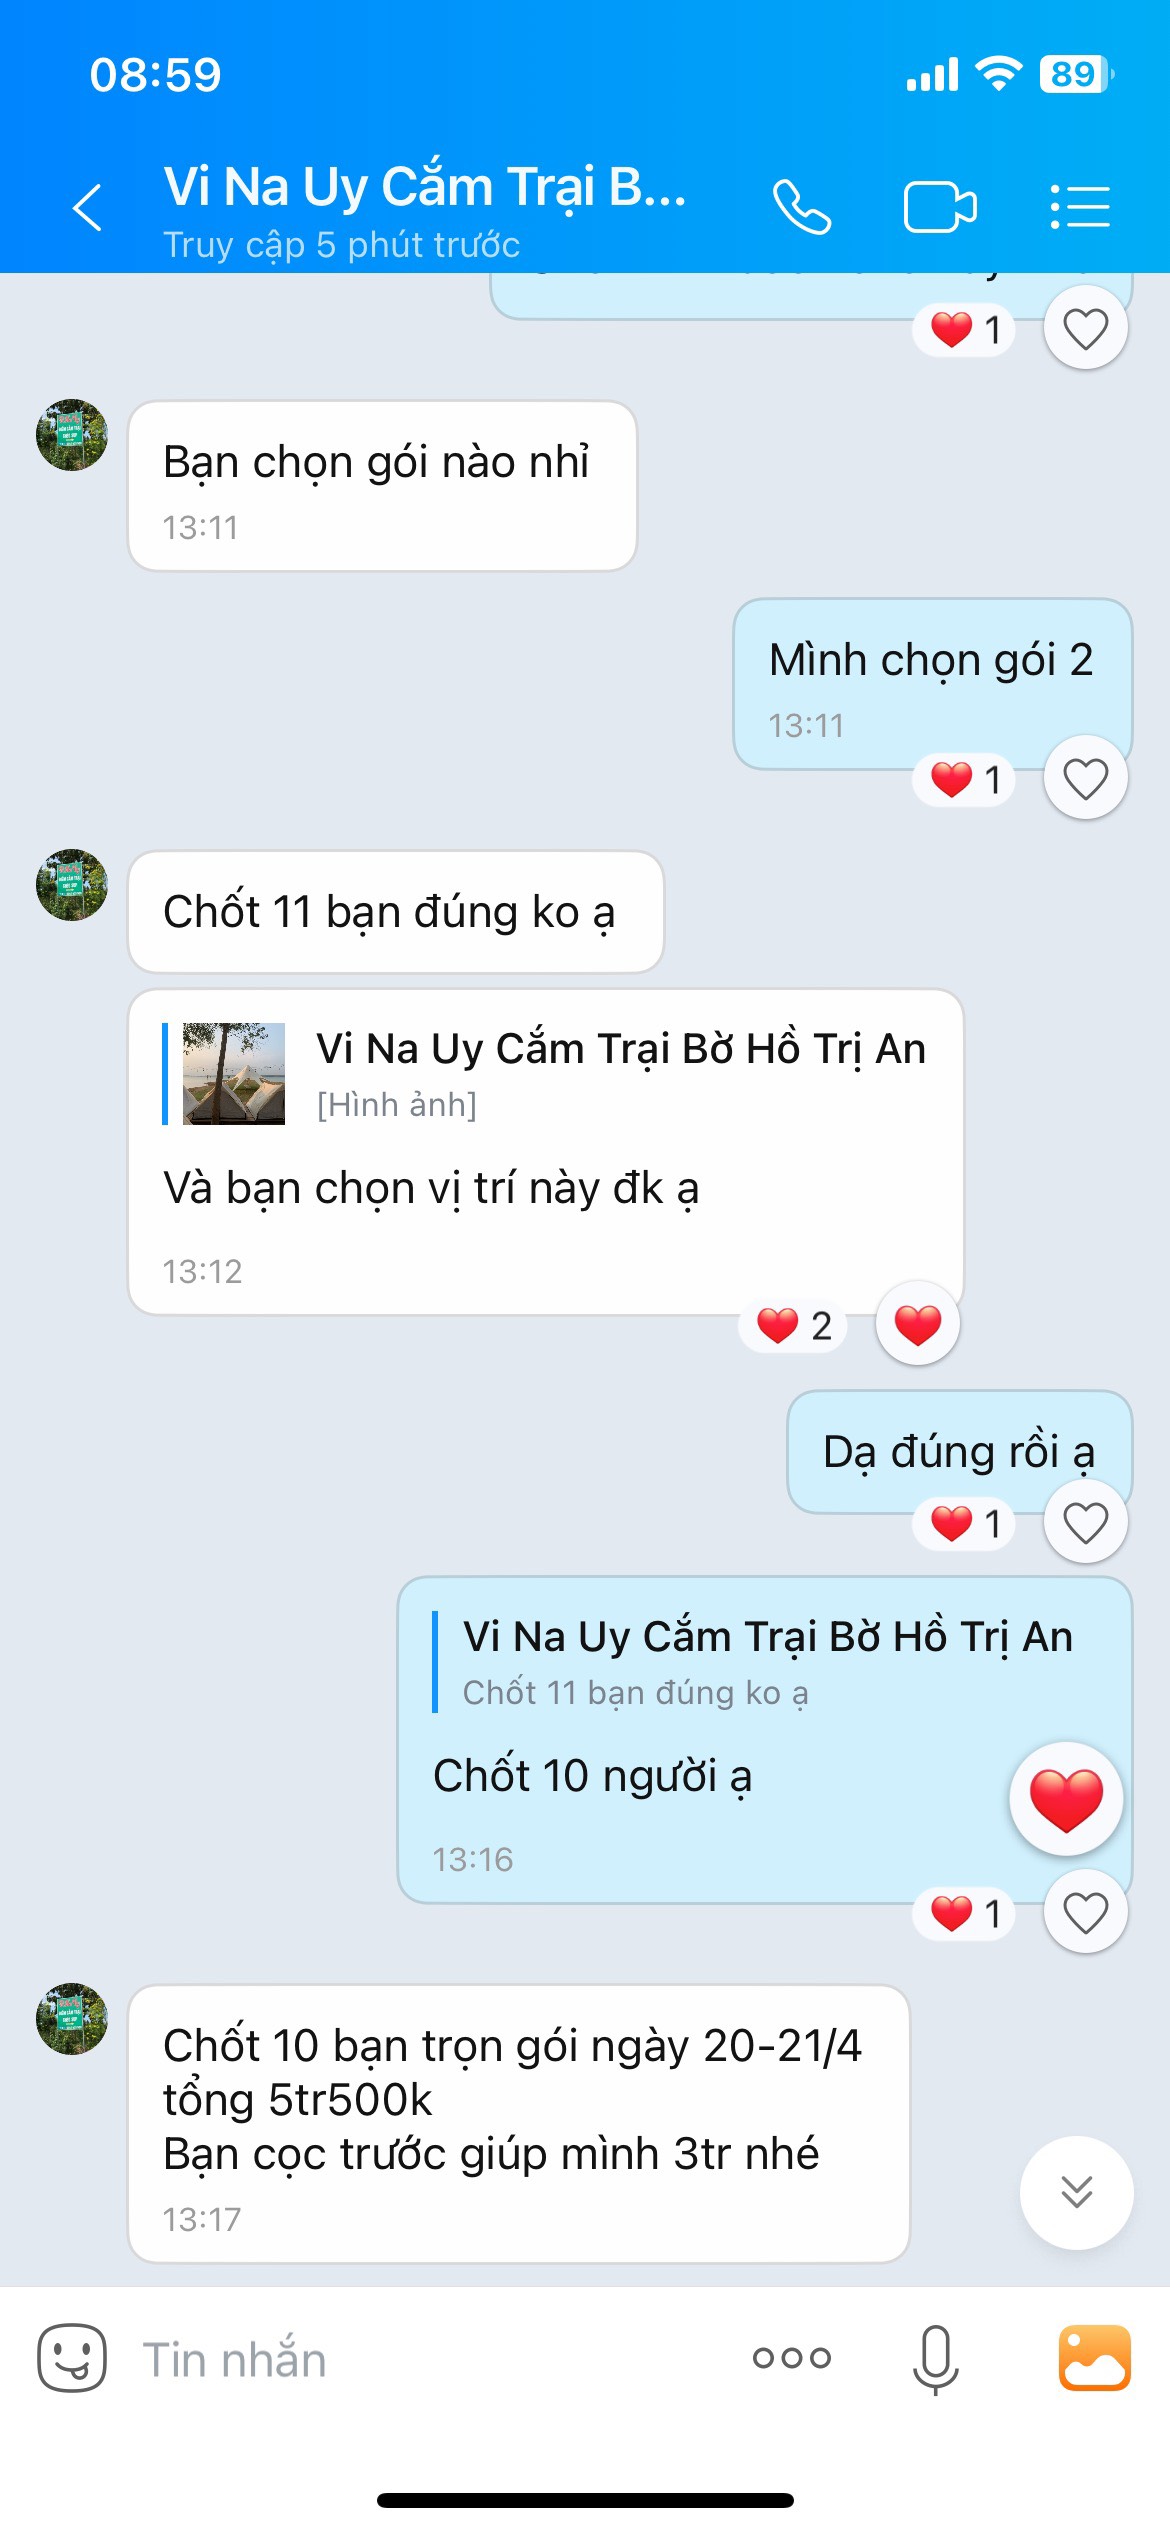 08:59
89
Vi Na Uy Cắm Trại B...
Truy cập 5 phút trước
1
Bạn chọn gói nào nhỉ
13:11
Mình chọn gói 2
13:11
1
Chốt 11 bạn đúng ko ạ
Vi Na Uy Cắm Trại Bờ Hồ Trị An
[Hình ảnh]
Và bạn chọn vị trí này đk ạ
13:12
2
Dạ đúng rồi ạ
1
Vi Na Uy Cắm Trại Bờ Hồ Trị An
Chốt 11 bạn đúng ko ạ
Chốt 10 người ạ
13:16
1
Chốt 10 bạn trọn gói ngày 20-21/4
tổng 5tr500k
Bạn cọc trước giúp mình 3tr nhé
13:17
Tin nhắn